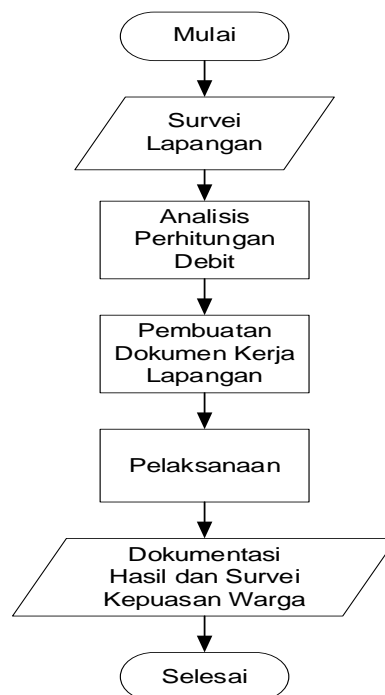 Mulai
Survei
Lapangan
Analisis
Perhitungan
Debit
Pembuatan
Dokumen Kerja
Lapangan
Pelaksanaan
Dokumentasi
Hasil dan Survei
Kepuasan Warga
Selesai